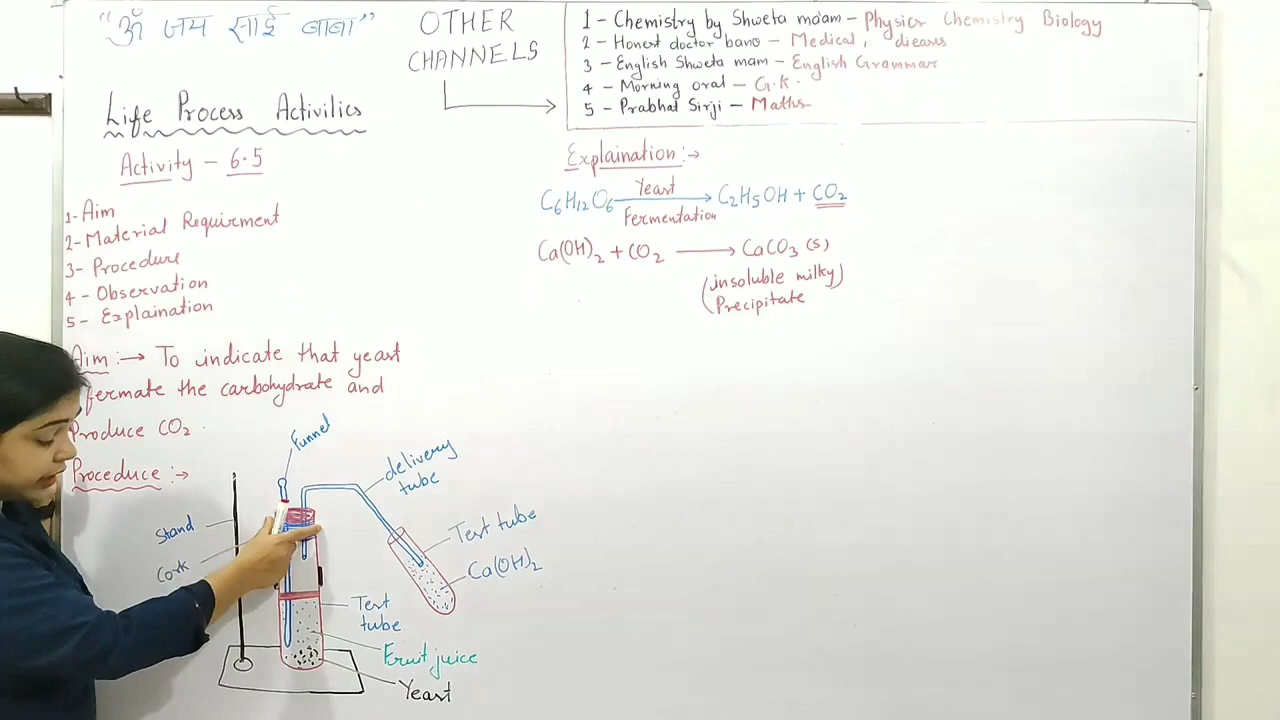 "ॐ जय साई बाबा"
OTHER
CHANNELS
1 - Chemistry by Shweta ma'am - Physics Chemistry Biology
2 - Honest doctor bano - Medical, dieases
3 - English Shweta mam - English Grammar
4 - Morning oral - G.K.
5 - Prabhat Sirji - Maths
Life Process Activities
Activity - 6.5
1- Aim
2- Material Requirment
3- Procedure
4 - Observation
5 - Explaination
Aim :→ To indicate that yeast
fermate the carbohydrate and
Produce CO₂.
Proceduce :→
Funnel
delivery
tube
Stand
Cork
Test tube
Ca(OH)₂
Test
tube
Fruit juice
Yeast
Explaination :→
C₆H₁₂O₆ Yeast Fermentation → C₂H₅OH + CO₂
Ca(OH)₂ + CO₂ → CaCO₃ (s)
(insoluble milky)
Precipitate